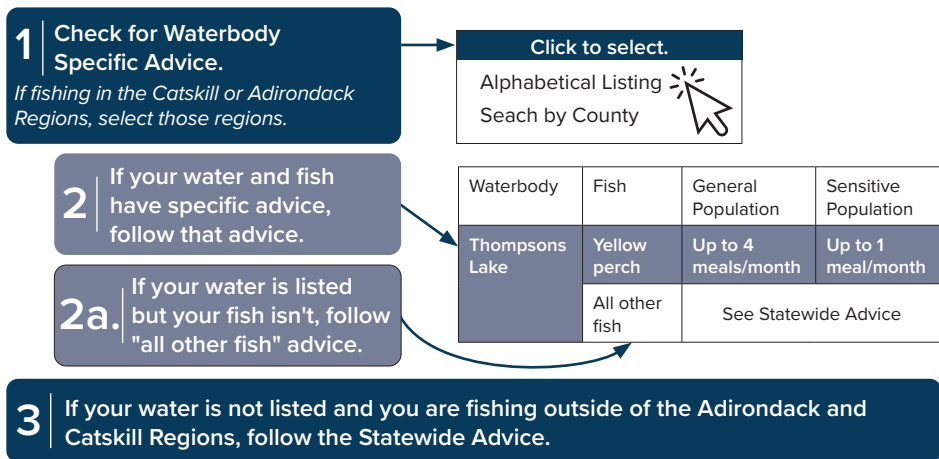 1
Check for Waterbody
Specific Advice.
If fishing in the Catskill or Adirondack
Regions, select those regions.
Click to select.
Alphabetical Listing
Seach by County
2
If your water and fish
have specific advice,
follow that advice.
2a.
If your water is listed
but your fish isn't, follow
"all other fish" advice.
Waterbody
Fish
General
Population
Sensitive
Population
Thompsons
Lake
Yellow
perch
Up to 4
meals/month
Up to 1
meal/month
All other
fish
See Statewide Advice
3
If your water is not listed and you are fishing outside of the Adirondack and
Catskill Regions, follow the Statewide Advice.